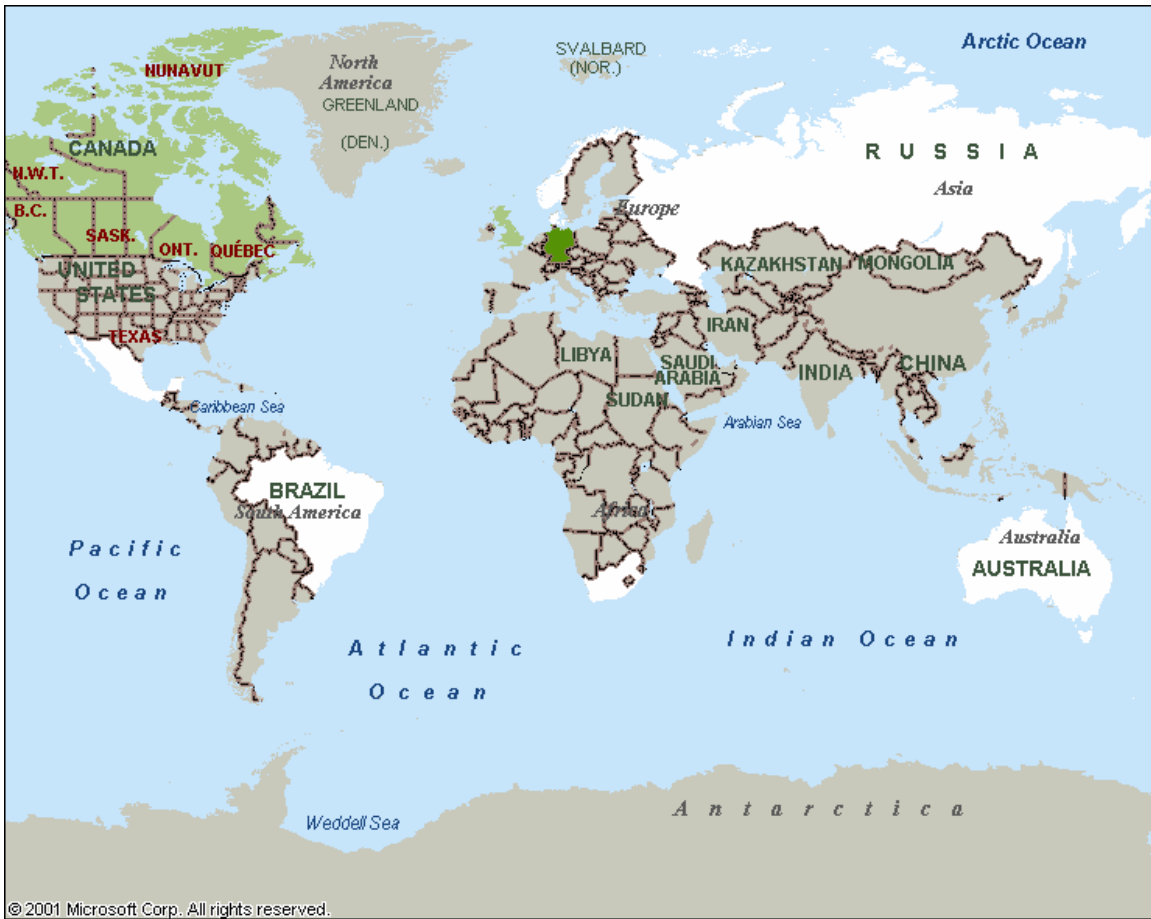 Arctic Ocean
SVALBARD
(NOR.)
North
America
NUNAVUT
GREENLAND
(DEN.)
CANADA
R U S S I A
N.W.T.
Asia
B.C.
Europe
SASK.
ONT.
QUÉBEC
UNITED
STATES
KAZAKHSTAN
MONGOLIA
TEXAS
IRAN
LIBYA
SAUDI
ARABIA
INDIA
CHINA
SUDAN
Caribbean Sea
Arabian Sea
BRAZIL
South America
Africa
Australia
AUSTRALIA
Pacific
Ocean
Atlantic
Ocean
Indian Ocean
Antarctica
Weddell Sea
© 2001 Microsoft Corp. All rights reserved.